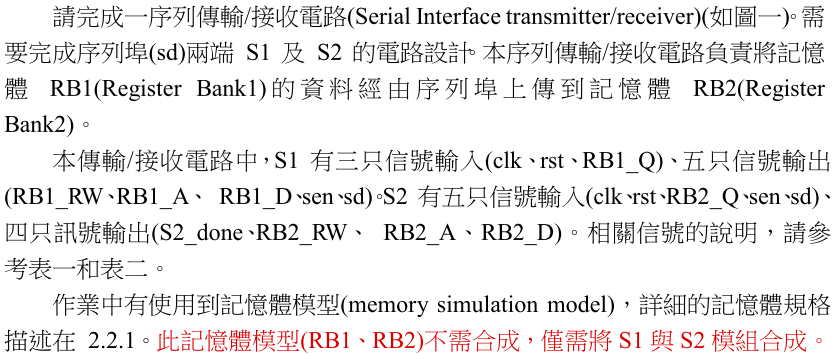 請完成一序列傳輸/接收電路(Serial Interface transmitter/receiver)(如圖一)。需
要完成序列埠(sd)兩端 S1 及 S2 的電路設計。本序列傳輸/接收電路負責將記憶
體 RB1(Register Bank1)的資料經由序列埠上傳到記憶體 RB2(Register
Bank2)。
本傳輸/接收電路中，S1 有三只信號輸入(clk、rst、RB1_Q)、五只信號輸出
(RB1_RW、RB1_A、 RB1_D、sen、sd)。S2 有五只信號輸入(clk、rst、RB2_Q、sen、sd)、
四只訊號輸出(S2_done、RB2_RW、 RB2_A、RB2_D)。相關信號的說明，請參
考表一和表二。
作業中有使用到記憶體模型(memory simulation model)，詳細的記憶體規格
描述在 2.2.1。此記憶體模型(RB1、RB2)不需合成，僅需將 S1 與 S2 模組合成。